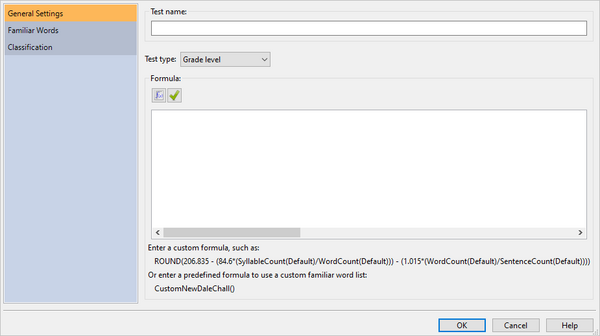 General Settings
Familiar Words
Classification
Test name:
Test type: Grade level
Formula:
Enter a custom formula, such as:
ROUND(206.835 - (84.6*(SyllableCount(Default)/WordCount(Default))) - (1.015*(WordCount(Default)/SentenceCount(Default))))
Or enter a predefined formula to use a custom familiar word list:
CustomNewDaleChall()
OK Cancel Help